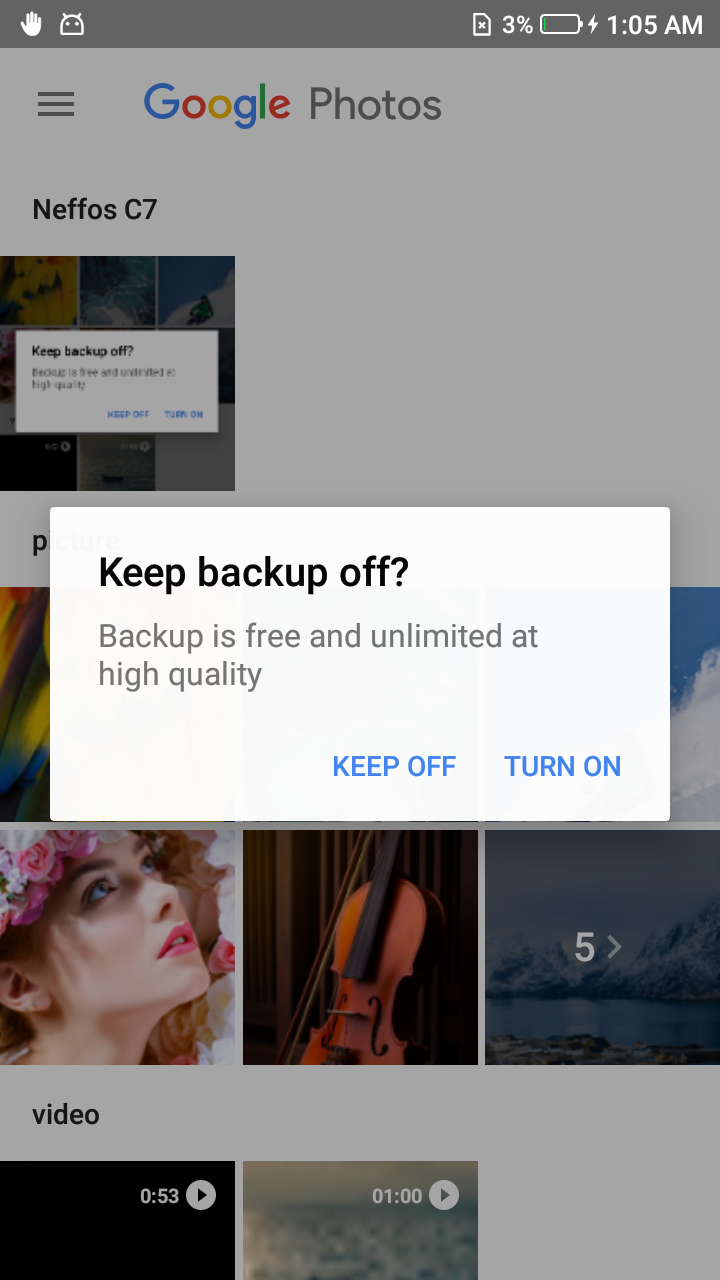 3% 1:05 AM
Google Photos
Neffos C7
Keep backup off?
Backup is free and unlimited at
high quality
KEEP OFF TURN ON
picture
Keep backup off?
Backup is free and unlimited at
high quality
KEEP OFF TURN ON
5
video
0:53 01:00